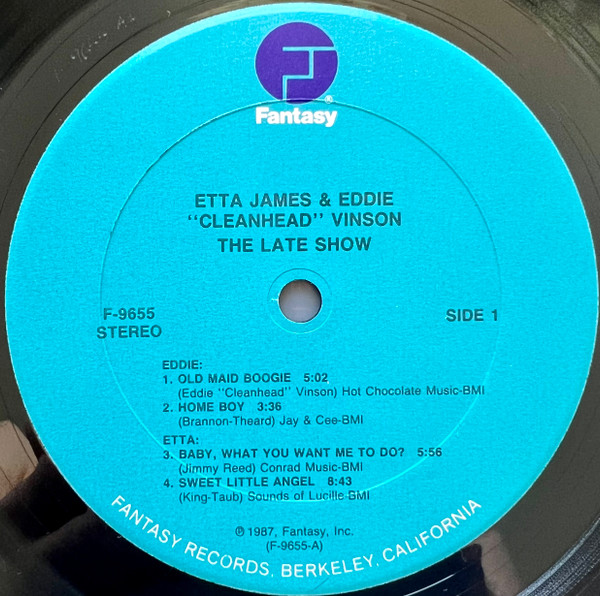 Fantasy®
ETTA JAMES & EDDIE
"CLEANHEAD" VINSON
THE LATE SHOW
F-9655
STEREO
SIDE 1
EDDIE:
1. OLD MAID BOOGIE 5:02
(Eddie "Cleanhead" Vinson) Hot Chocolate Music-BMI
2. HOME BOY 3:36
(Brannon-Theard) Jay & Cee-BMI
ETTA:
3. BABY, WHAT YOU WANT ME TO DO? 5:56
(Jimmy Reed) Conrad Music-BMI
4. SWEET LITTLE ANGEL 8:43
(King-Taub) Sounds of Lucille-BMI
℗ 1987, Fantasy, Inc.
(F-9655-A)
FANTASY RECORDS, BERKELEY, CALIFORNIA